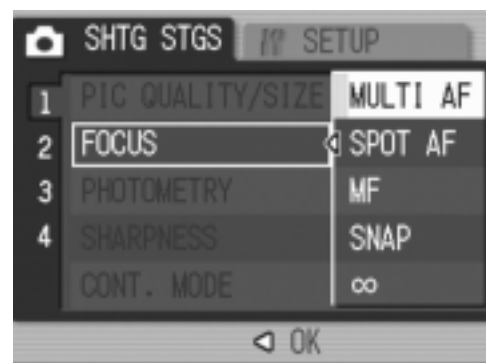 SHTG STGS SETUP
1 PIC QUALITY/SIZE MULTI AF
2 FOCUS SPOT AF
3 PHOTOMETRY MF
4 SHARPNESS SNAP
CONT. MODE ∞
OK